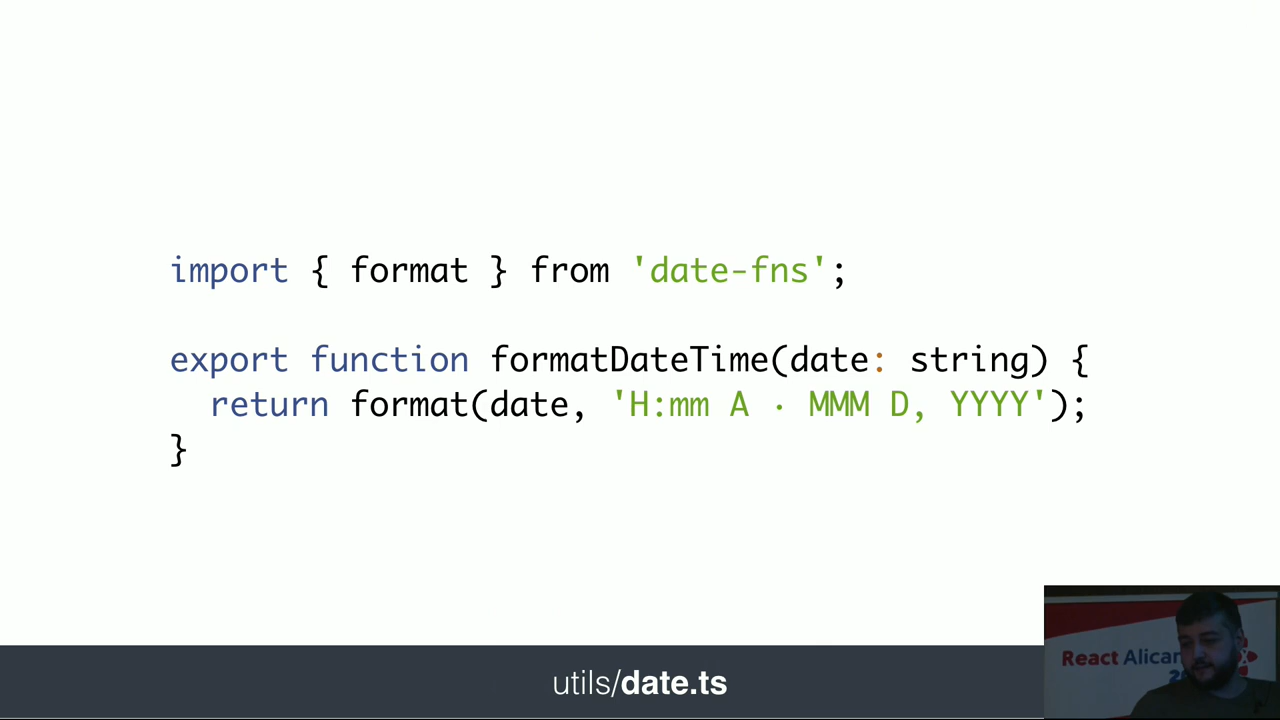 import { format } from 'date-fns';
export function formatDateTime(date: string) {
return format(date, 'H:mm A · MMM D, YYYY');
}
utils/date.ts
React